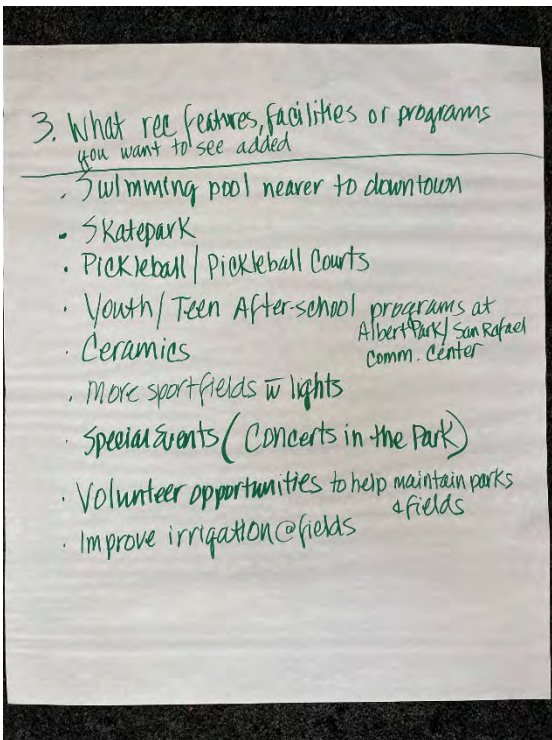 3. What rec features, facilities or programs
you want to see added
· Swimming pool nearer to downtown
· Skatepark
· Pickleball / Pickleball Courts
· Youth / Teen After-school programs at
Albert Park / San Rafael
Comm. Center
· Ceramics
· More sportfields w̄ lights
· Special Events (Concerts in the Park)
· Volunteer opportunities to help maintain parks
& fields
· Improve irrigation @ fields